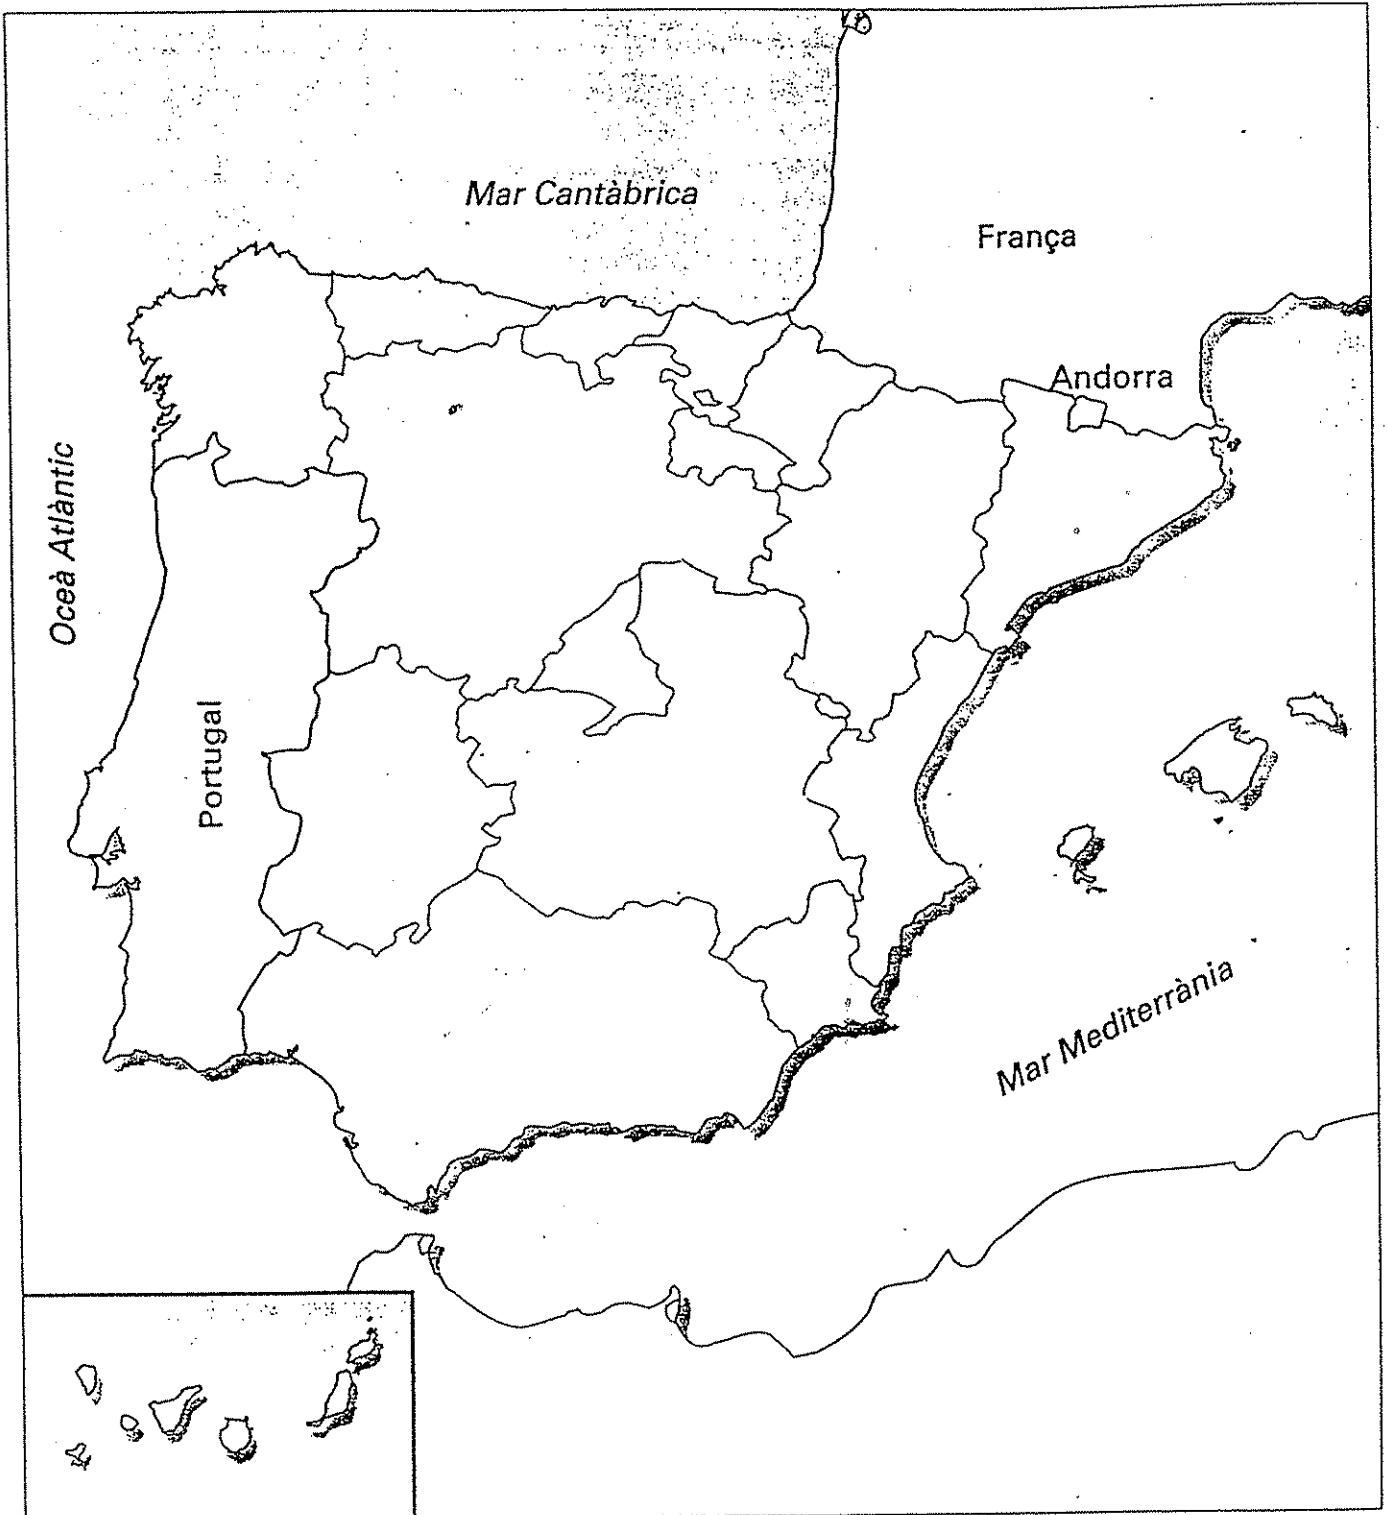 Mar Cantàbrica
França
Andorra
Oceà Atlàntic
Portugal
Mar Mediterrània